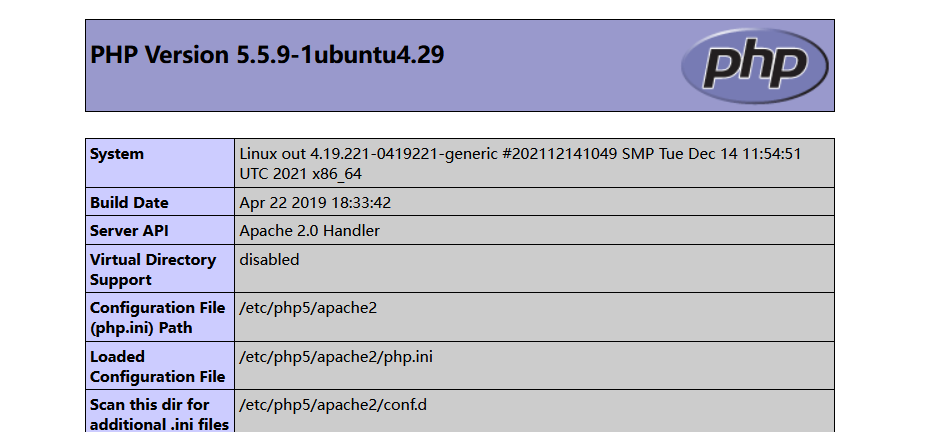 PHP Version 5.5.9-1ubuntu4.29
php
System
Linux out 4.19.221-0419221-generic #202112141049 SMP Tue Dec 14 11:54:51
UTC 2021 x86_64
Build Date
Apr 22 2019 18:33:42
Server API
Apache 2.0 Handler
Virtual Directory
Support
disabled
Configuration File
(php.ini) Path
/etc/php5/apache2
Loaded
Configuration File
/etc/php5/apache2/php.ini
Scan this dir for
additional .ini files
/etc/php5/apache2/conf.d